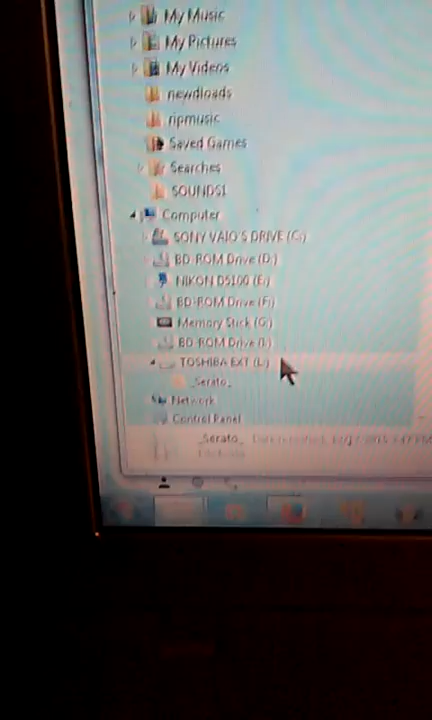 My Music
My Pictures
My Videos
newdloads
ripmusic
Saved Games
Searches
SOUNDS1
Computer
SONY VAIO'S DRIVE (C:)
BD-ROM Drive (D:)
NIKON D5100 (E:)
BD-ROM Drive (F:)
Memory Stick (G:)
BD-ROM Drive (I:)
TOSHIBA EXT (L:)
_Serato_
Network
Control Panel
_Serato_